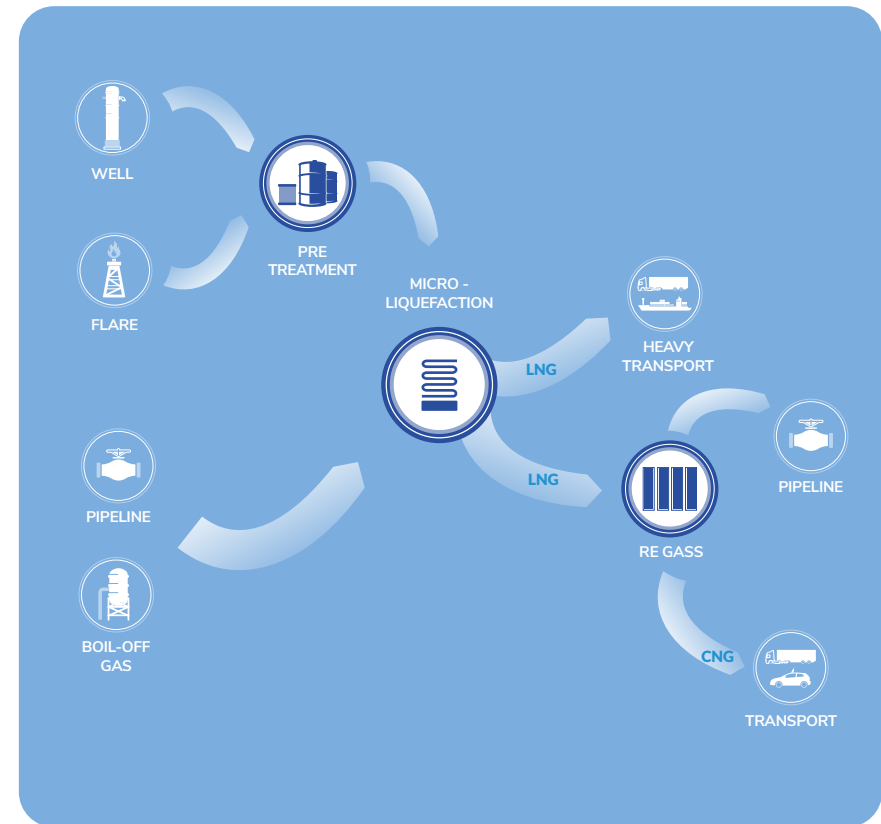 WELL
PRE
TREATMENT
FLARE
MICRO -
LIQUEFACTION
HEAVY
TRANSPORT
LNG
LNG
PIPELINE
PIPELINE
RE GASS
BOIL-OFF
GAS
CNG
TRANSPORT